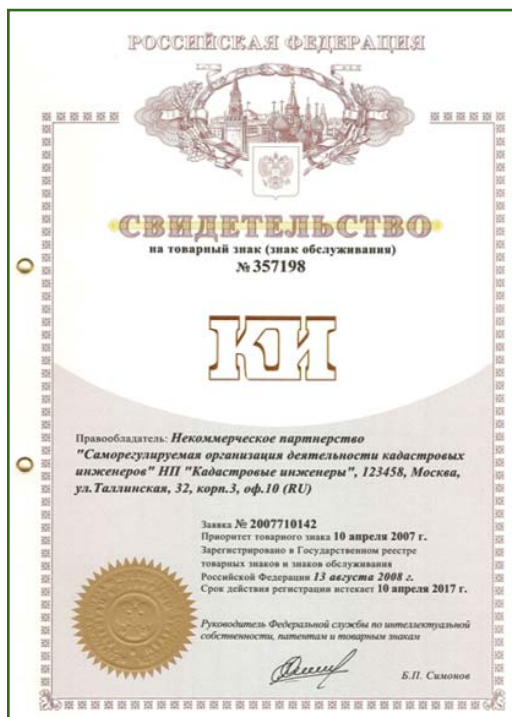 РОССИЙСКАЯ ФЕДЕРАЦИЯ
СВИДЕТЕЛЬСТВО
на товарный знак (знак обслуживания)
№ 357198
КИ
Правообладатель: Некоммерческое партнерство
"Саморегулируемая организация деятельности кадастровых
инженеров" НП "Кадастровые инженеры", 123458, Москва,
ул.Таллинская, 32, корп.3, оф.10 (RU)
Заявка № 2007710142
Приоритет товарного знака 10 апреля 2007 г.
Зарегистрировано в Государственном реестре
товарных знаков и знаков обслуживания
Российской Федерации 13 августа 2008 г.
Срок действия регистрации истекает 10 апреля 2017 г.
Руководитель Федеральной службы по интеллектуальной
собственности, патентам и товарным знакам
Б.П. Симонов